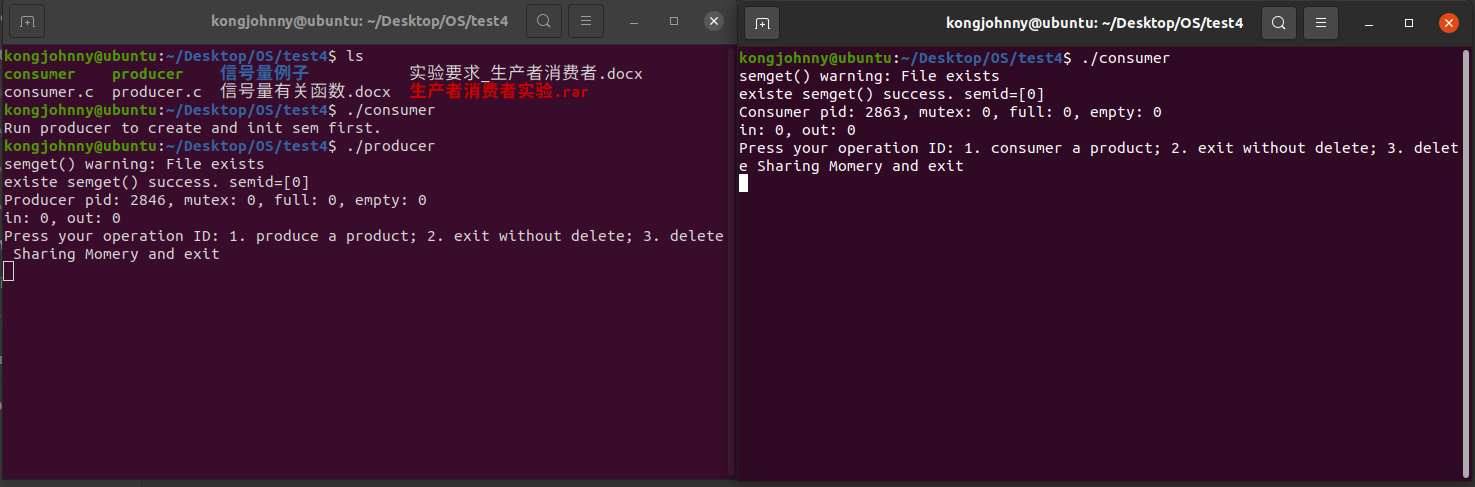 kongjohnny@ubuntu: ~/Desktop/OS/test4
kongjohnny@ubuntu:~/Desktop/OS/test4$ ls
consumer producer 信号量例子 实验要求_生产者消费者.docx
consumer.c producer.c 信号量有关函数.docx 生产者消费者实验.rar
kongjohnny@ubuntu:~/Desktop/OS/test4$ ./consumer
Run producer to create and init sem first.
kongjohnny@ubuntu:~/Desktop/OS/test4$ ./producer
semget() warning: File exists
existe semget() success. semid=[0]
Producer pid: 2846, mutex: 0, full: 0, empty: 0
in: 0, out: 0
Press your operation ID: 1. produce a product; 2. exit without delete; 3. delete
Sharing Momery and exit
kongjohnny@ubuntu: ~/Desktop/OS/test4
kongjohnny@ubuntu:~/Desktop/OS/test4$ ./consumer
semget() warning: File exists
existe semget() success. semid=[0]
Consumer pid: 2863, mutex: 0, full: 0, empty: 0
in: 0, out: 0
Press your operation ID: 1. consumer a product; 2. exit without delete; 3. delet
e Sharing Momery and exit